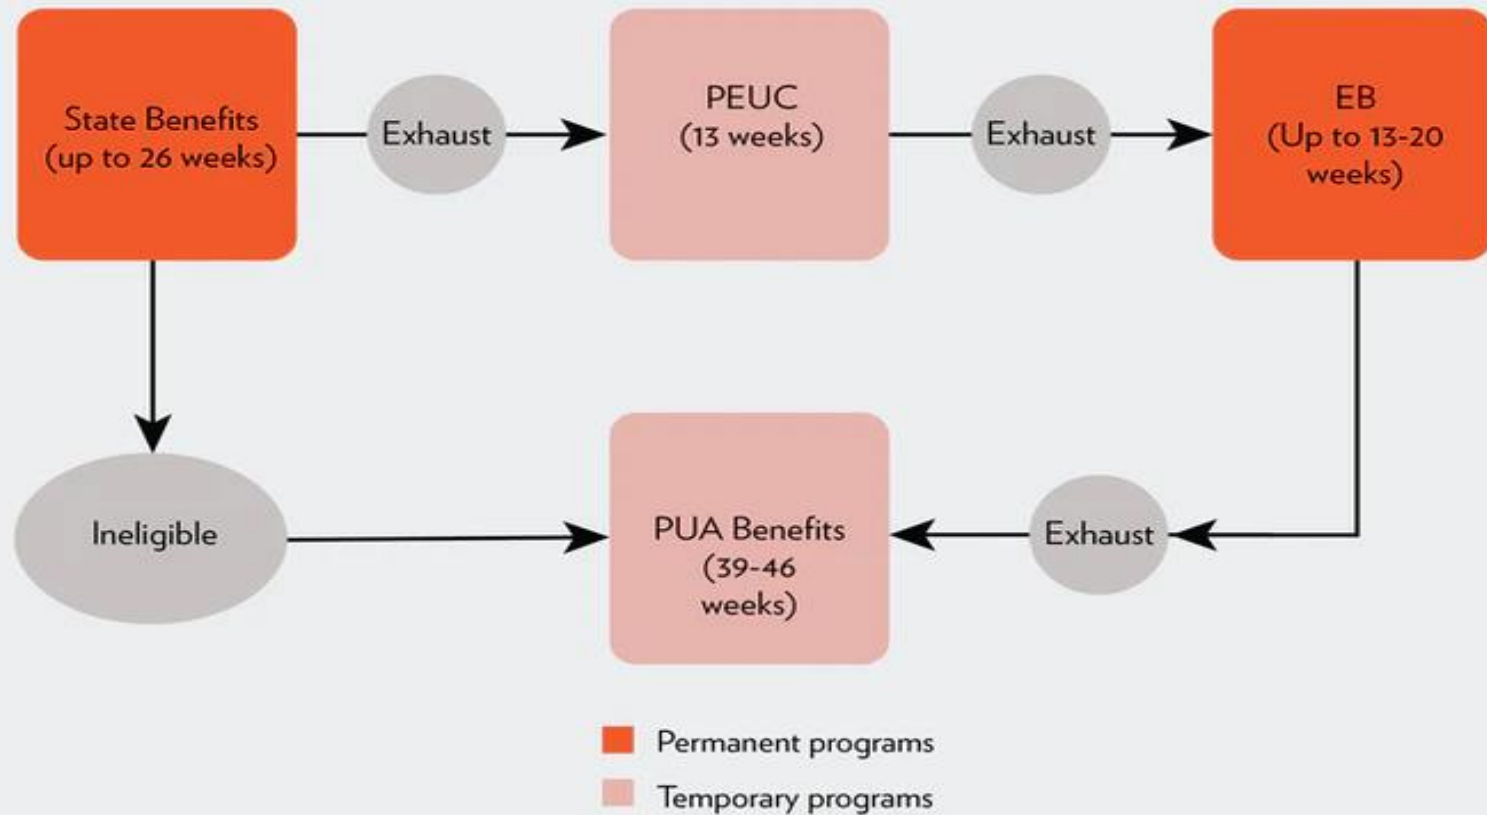 State Benefits
(up to 26 weeks)
Exhaust
PEUC
(13 weeks)
Exhaust
EB
(Up to 13-20
weeks)
Ineligible
PUA Benefits
(39-46
weeks)
Exhaust
Permanent programs
Temporary programs